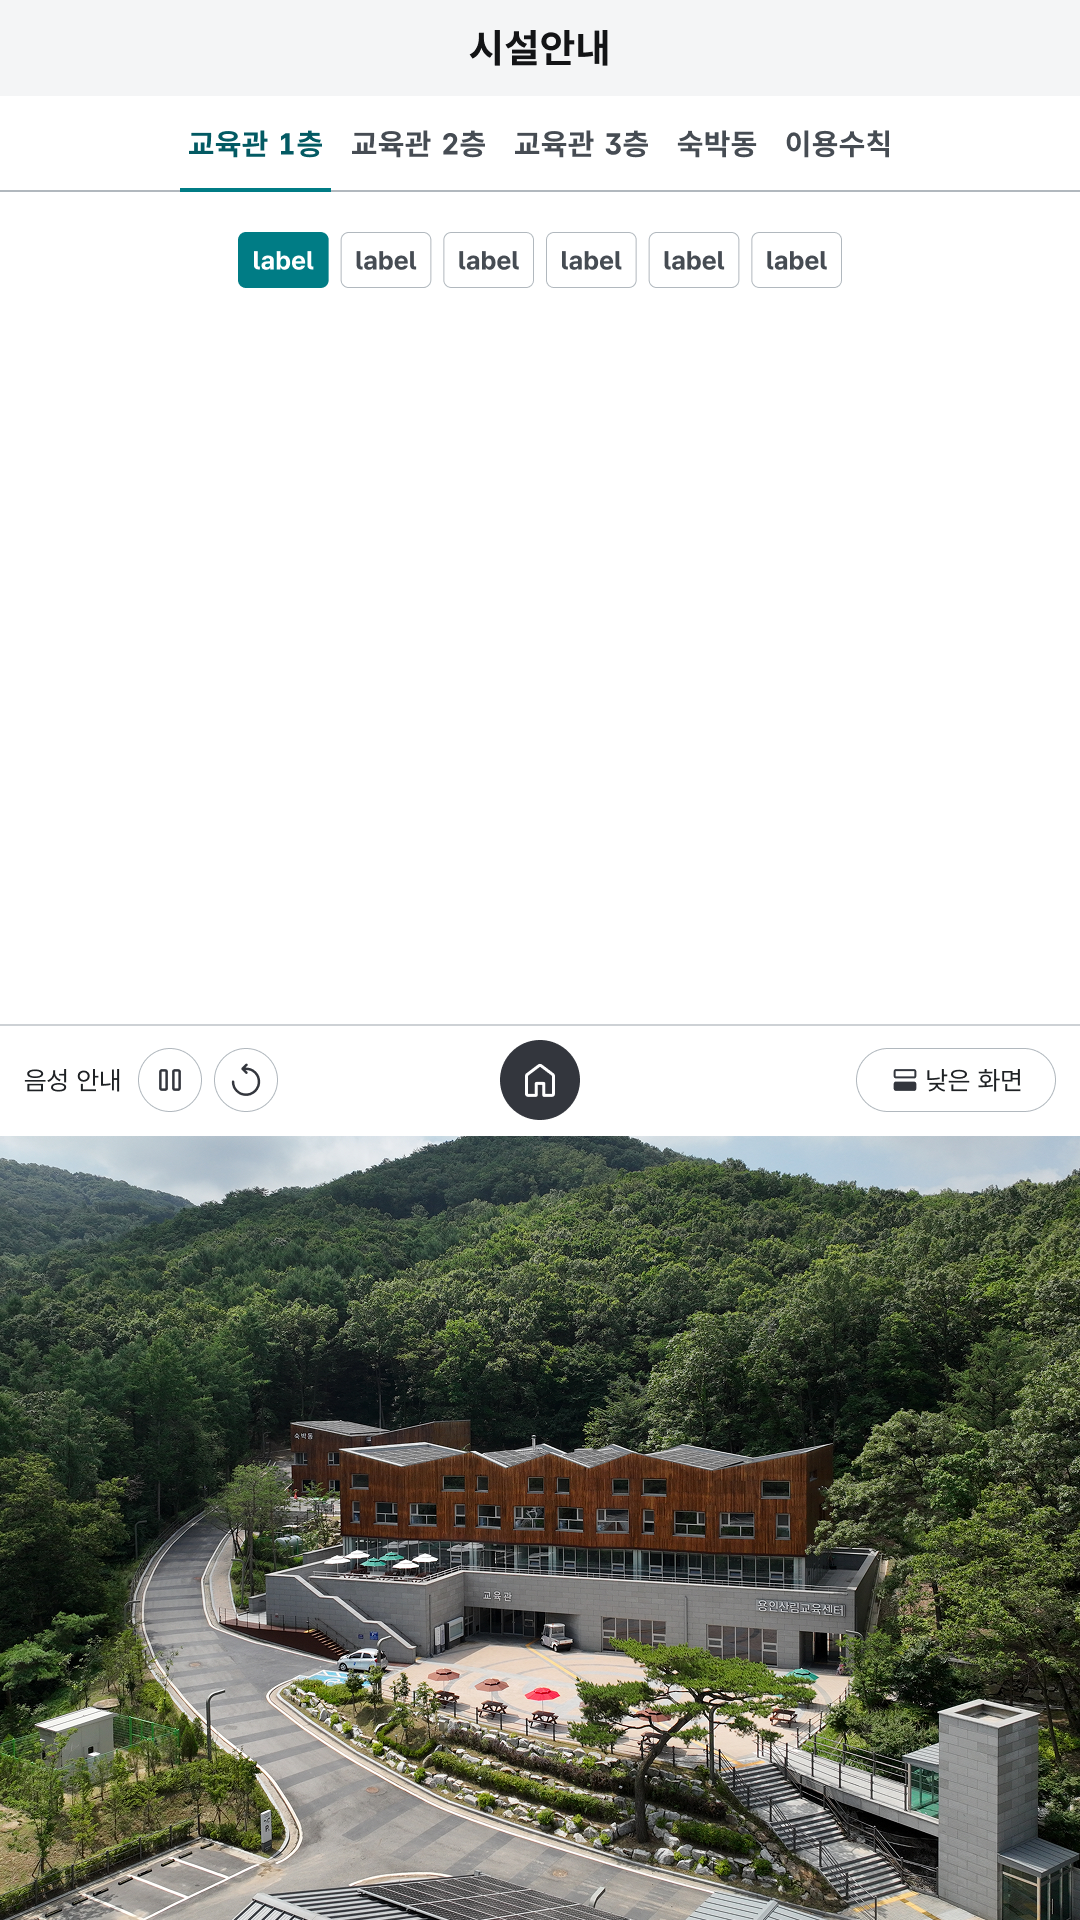 시설안내
교육관 1층 교육관 2층 교육관 3층 숙박동 이용수칙
label label label label label label
음성 안내 낮은 화면
숙박동
교육관
용인산림교육센터